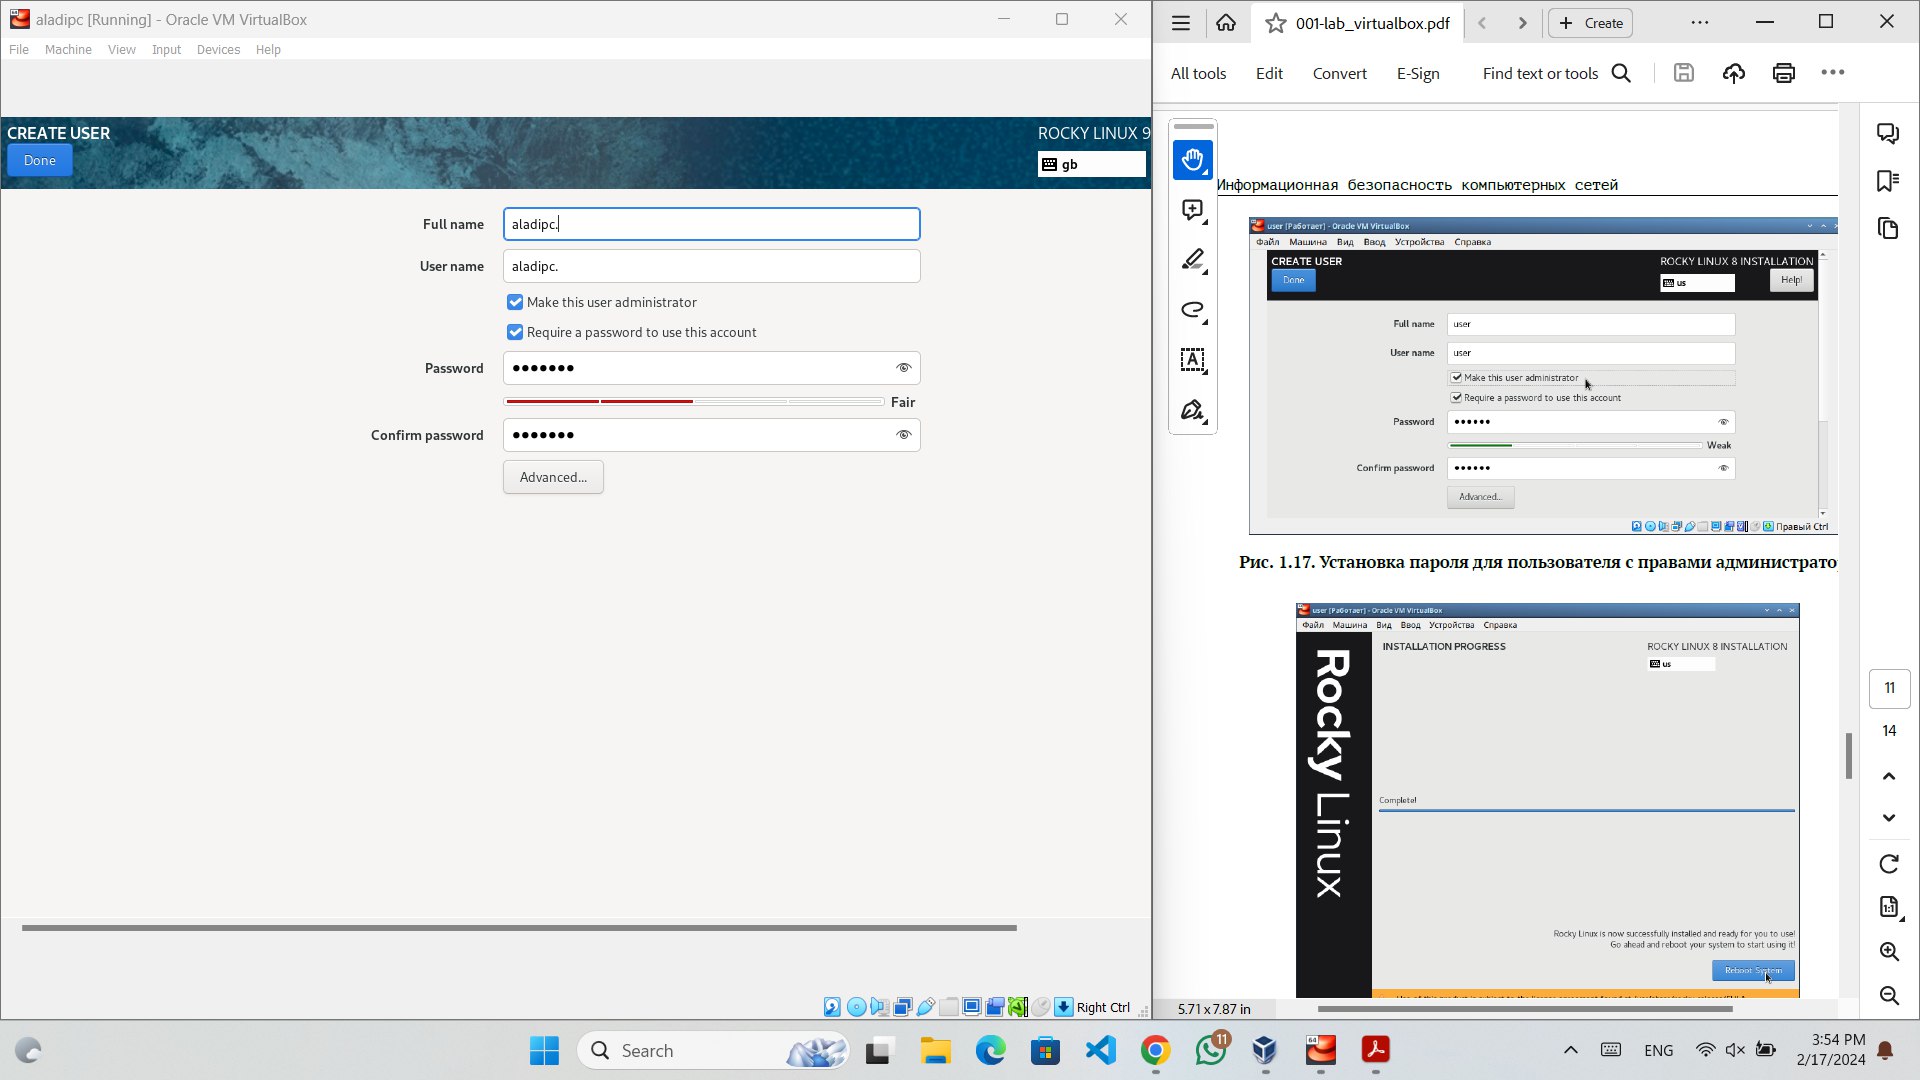 aladipc [Running] - Oracle VM VirtualBox
File Machine View Input Devices Help
CREATE USER
ROCKY LINUX 9
Done
gb
Full name
aladipc.
User name
aladipc.
Make this user administrator
Require a password to use this account
Password
●●●●●●●
Fair
Confirm password
●●●●●●●
Advanced...
Right Ctrl
001-lab_virtualbox.pdf
Create
All tools Edit Convert E-Sign Find text or tools
Информационная безопасность компьютерных сетей
user [Работает] - Oracle VM VirtualBox
Файл Машина Вид Ввод Устройства Справка
CREATE USER
ROCKY LINUX 8 INSTALLATION
Done
us
Help!
Full name
user
User name
user
Make this user administrator
Require a password to use this account
Password
●●●●●●
Weak
Confirm password
●●●●●●
Advanced...
Правый Ctrl
Рис. 1.17. Установка пароля для пользователя с правами администрато
user [Работает] - Oracle VM VirtualBox
Файл Машина Вид Ввод Устройства Справка
Rocky Linux
INSTALLATION PROGRESS
ROCKY LINUX 8 INSTALLATION
us
Complete!
Rocky Linux is now successfully installed and ready for you to use!
Go ahead and reboot your system to start using it!
Reboot System
11
14
1:1
5.71 x 7.87 in
Search
11
64
ENG
3:54 PM
2/17/2024